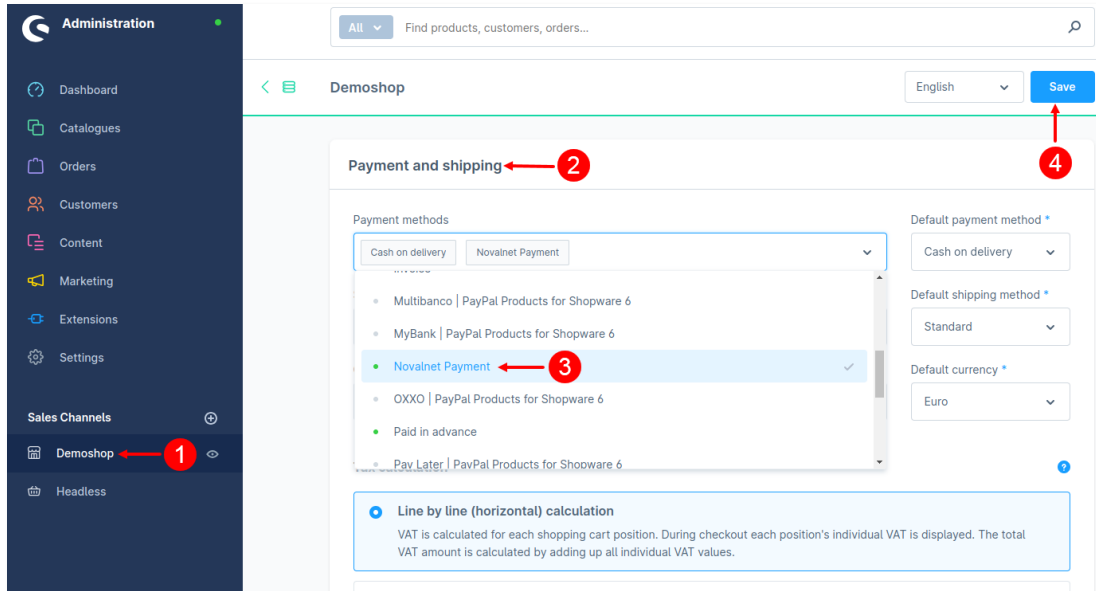 Administration
All
Find products, customers, orders...
Dashboard
Catalogues
Orders
Customers
Content
Marketing
Extensions
Settings
Sales Channels
Demoshop
1
Headless
Demoshop
English
Save
4
Payment and shipping
2
Payment methods
Cash on delivery
Novalnet Payment
Invoice
Multibanco | PayPal Products for Shopware 6
MyBank | PayPal Products for Shopware 6
Novalnet Payment
3
OXXO | PayPal Products for Shopware 6
Paid in advance
Pay Later | PayPal Products for Shopware 6
Default payment method *
Cash on delivery
Default shipping method *
Standard
Default currency *
Euro
?
Line by line (horizontal) calculation
VAT is calculated for each shopping cart position. During checkout each position's individual VAT is displayed. The total
VAT amount is calculated by adding up all individual VAT values.